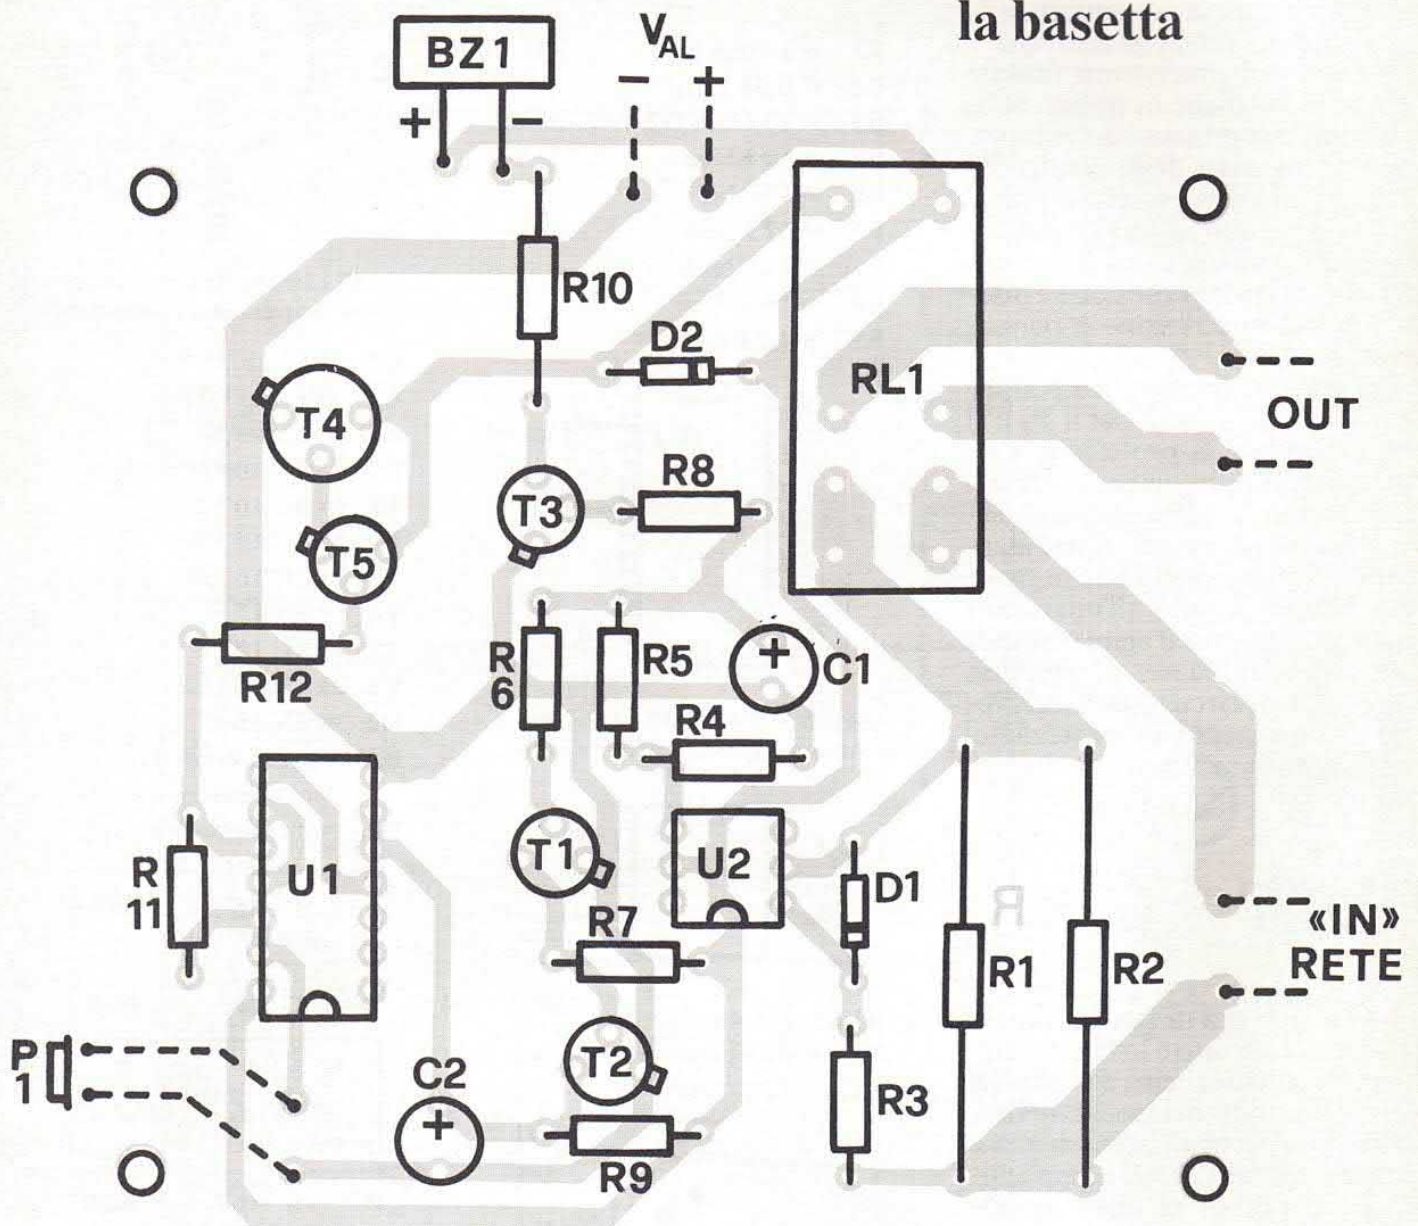 la basetta
BZ1
+ -
VAL
- +
R10
D2
RL1
OUT
T4
T3
R8
T5
R12
R
6
R5
+
C1
R4
R
11
U1
T1
U2
D1
R7
R
R1
R2
«IN»
RETE
P
1
C2
+
T2
R3
R9